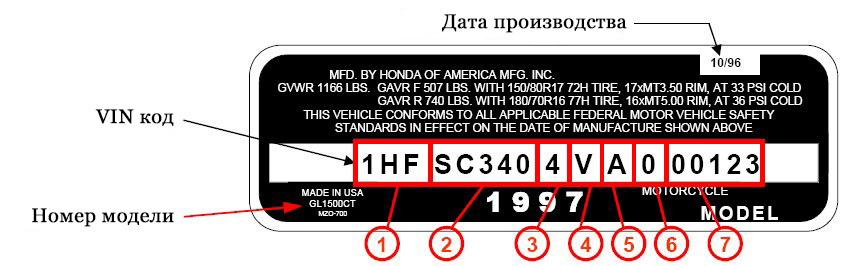 Дата производства
10/96
MFD. BY HONDA OF AMERICA MFG. INC.
GVWR 1166 LBS. GAVR F 507 LBS. WITH 150/80R17 72H TIRE, 17xMT3.50 RIM, AT 33 PSI COLD
GAVR R 740 LBS. WITH 180/70R16 77H TIRE, 16xMT5.00 RIM, AT 36 PSI COLD
THIS VEHICLE CONFORMS TO ALL APPLICABLE FEDERAL MOTOR VEHICLE SAFETY
STANDARDS IN EFFECT ON THE DATE OF MANUFACTURE SHOWN ABOVE
VIN код
1HF SC340 4 V A 0 00123
MADE IN USA
GL1500CT
MZO-700
1997
MOTORCYCLE
MODEL
Номер модели
1 2 3 4 5 6 7